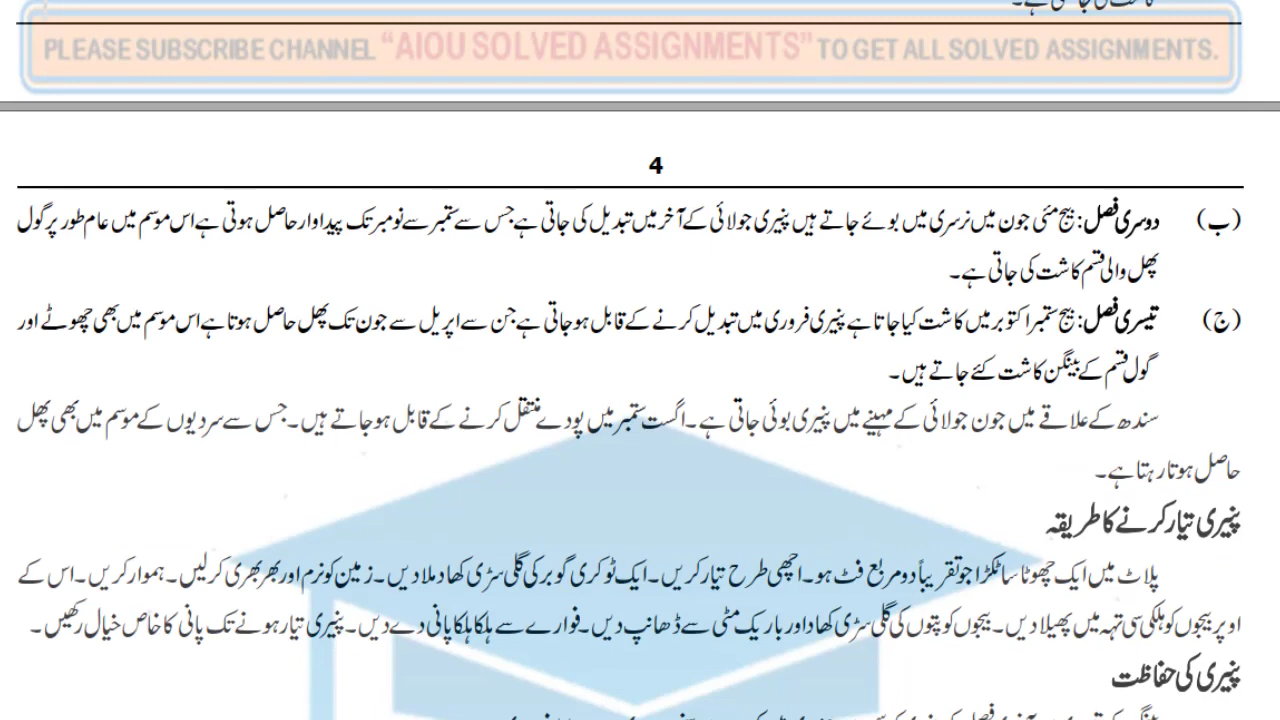 PLEASE SUBSCRIBE CHANNEL “AIOU SOLVED ASSIGNMENTS” TO GET ALL SOLVED ASSIGNMENTS.
4
(ب) دوسری فصل: بیج مئی جون میں نرسری میں بوئے جاتے ہیں پنیری جولائی کے آخر میں تبدیل کی جاتی ہے جس سے ستمبر سے نومبر تک پیداوار حاصل ہوتی ہے اس موسم میں عام طور پر گول
پھل والی قسم کاشت کی جاتی ہے۔
(ج) تیسری فصل: بیج ستمبر اکتوبر میں کاشت کیا جاتا ہے پنیری فروری میں تبدیل کرنے کے قابل ہو جاتی ہے جن سے اپریل سے جون تک پھل حاصل ہوتا ہے اس موسم میں بھی چھوٹے اور
گول قسم کے بینگن کاشت کئے جاتے ہیں۔
سندھ کے علاقے میں جون جولائی کے مہینے میں پنیری بوئی جاتی ہے۔ اگست ستمبر میں پودے منتقل کرنے کے قابل ہو جاتے ہیں۔ جس سے سردیوں کے موسم میں بھی پھل
حاصل ہوتا رہتا ہے۔
پنیری تیار کرنے کا طریقہ
پلاٹ میں ایک چھوٹا سا ٹکڑا جو تقریباً دو مربع فٹ ہو۔ اچھی طرح تیار کریں۔ ایک ٹوکری گوبر کی گلی سڑی کھاد ملا دیں۔ زمین کو نرم اور بھر بھری کر لیں۔ ہموار کریں۔ اس کے
اوپر بیجوں کو ہلکی سی تہہ میں پھیلا دیں۔ بیجوں کو پتوں کی گلی سڑی کھاد اور باریک مٹی سے ڈھانپ دیں۔ فوارے سے ہلکا ہلکا پانی دے دیں۔ پنیری تیار ہونے تک پانی کا خاص خیال رکھیں۔
پنیری کی حفاظت